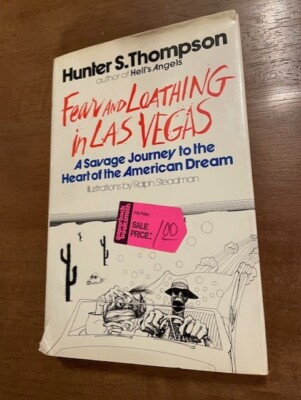 Hunter S. Thompson
author of Hell's Angels
Fear AND LOATHING
in LAS VEGAS
A Savage Journey to the
Heart of the American Dream
Illustrations by Ralph Steadman
SALE
PRICE:
1.00